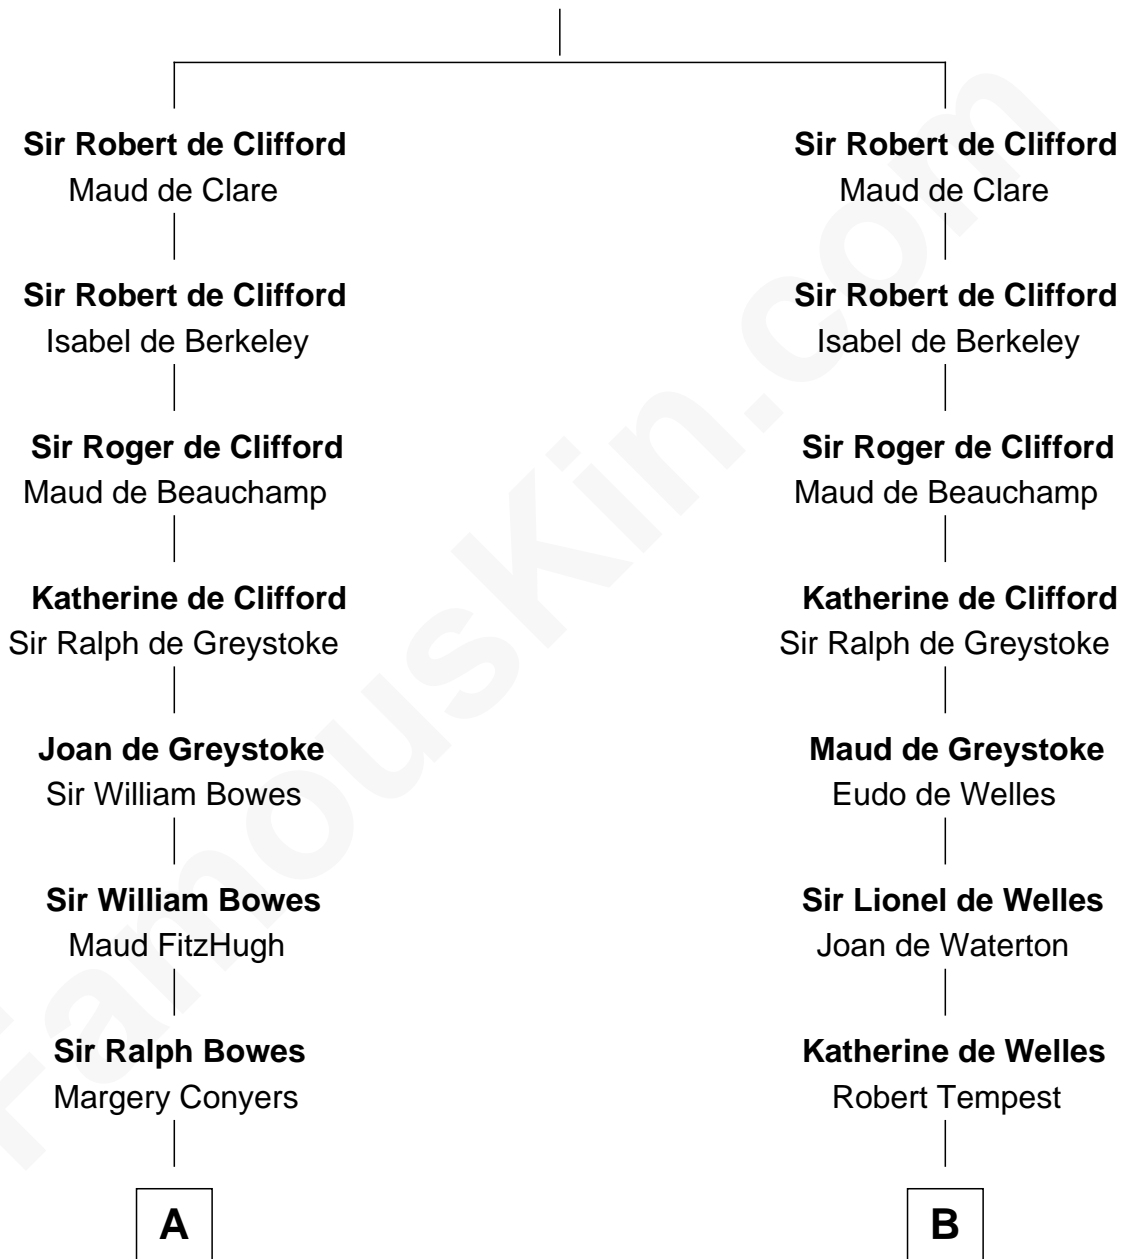 Sir Robert de Clifford
Maud de Clare
Sir Robert de Clifford
Isabel de Berkeley
Sir Roger de Clifford
Maud de Beauchamp
Katherine de Clifford
Sir Ralph de Greystoke
Joan de Greystoke
Sir William Bowes
Sir William Bowes
Maud FitzHugh
Sir Ralph Bowes
Margery Conyers
A
Sir Robert de Clifford
Maud de Clare
Sir Robert de Clifford
Isabel de Berkeley
Sir Roger de Clifford
Maud de Beauchamp
Katherine de Clifford
Sir Ralph de Greystoke
Maud de Greystoke
Eudo de Welles
Sir Lionel de Welles
Joan de Waterton
Katherine de Welles
Robert Tempest
B
FamousKin.com